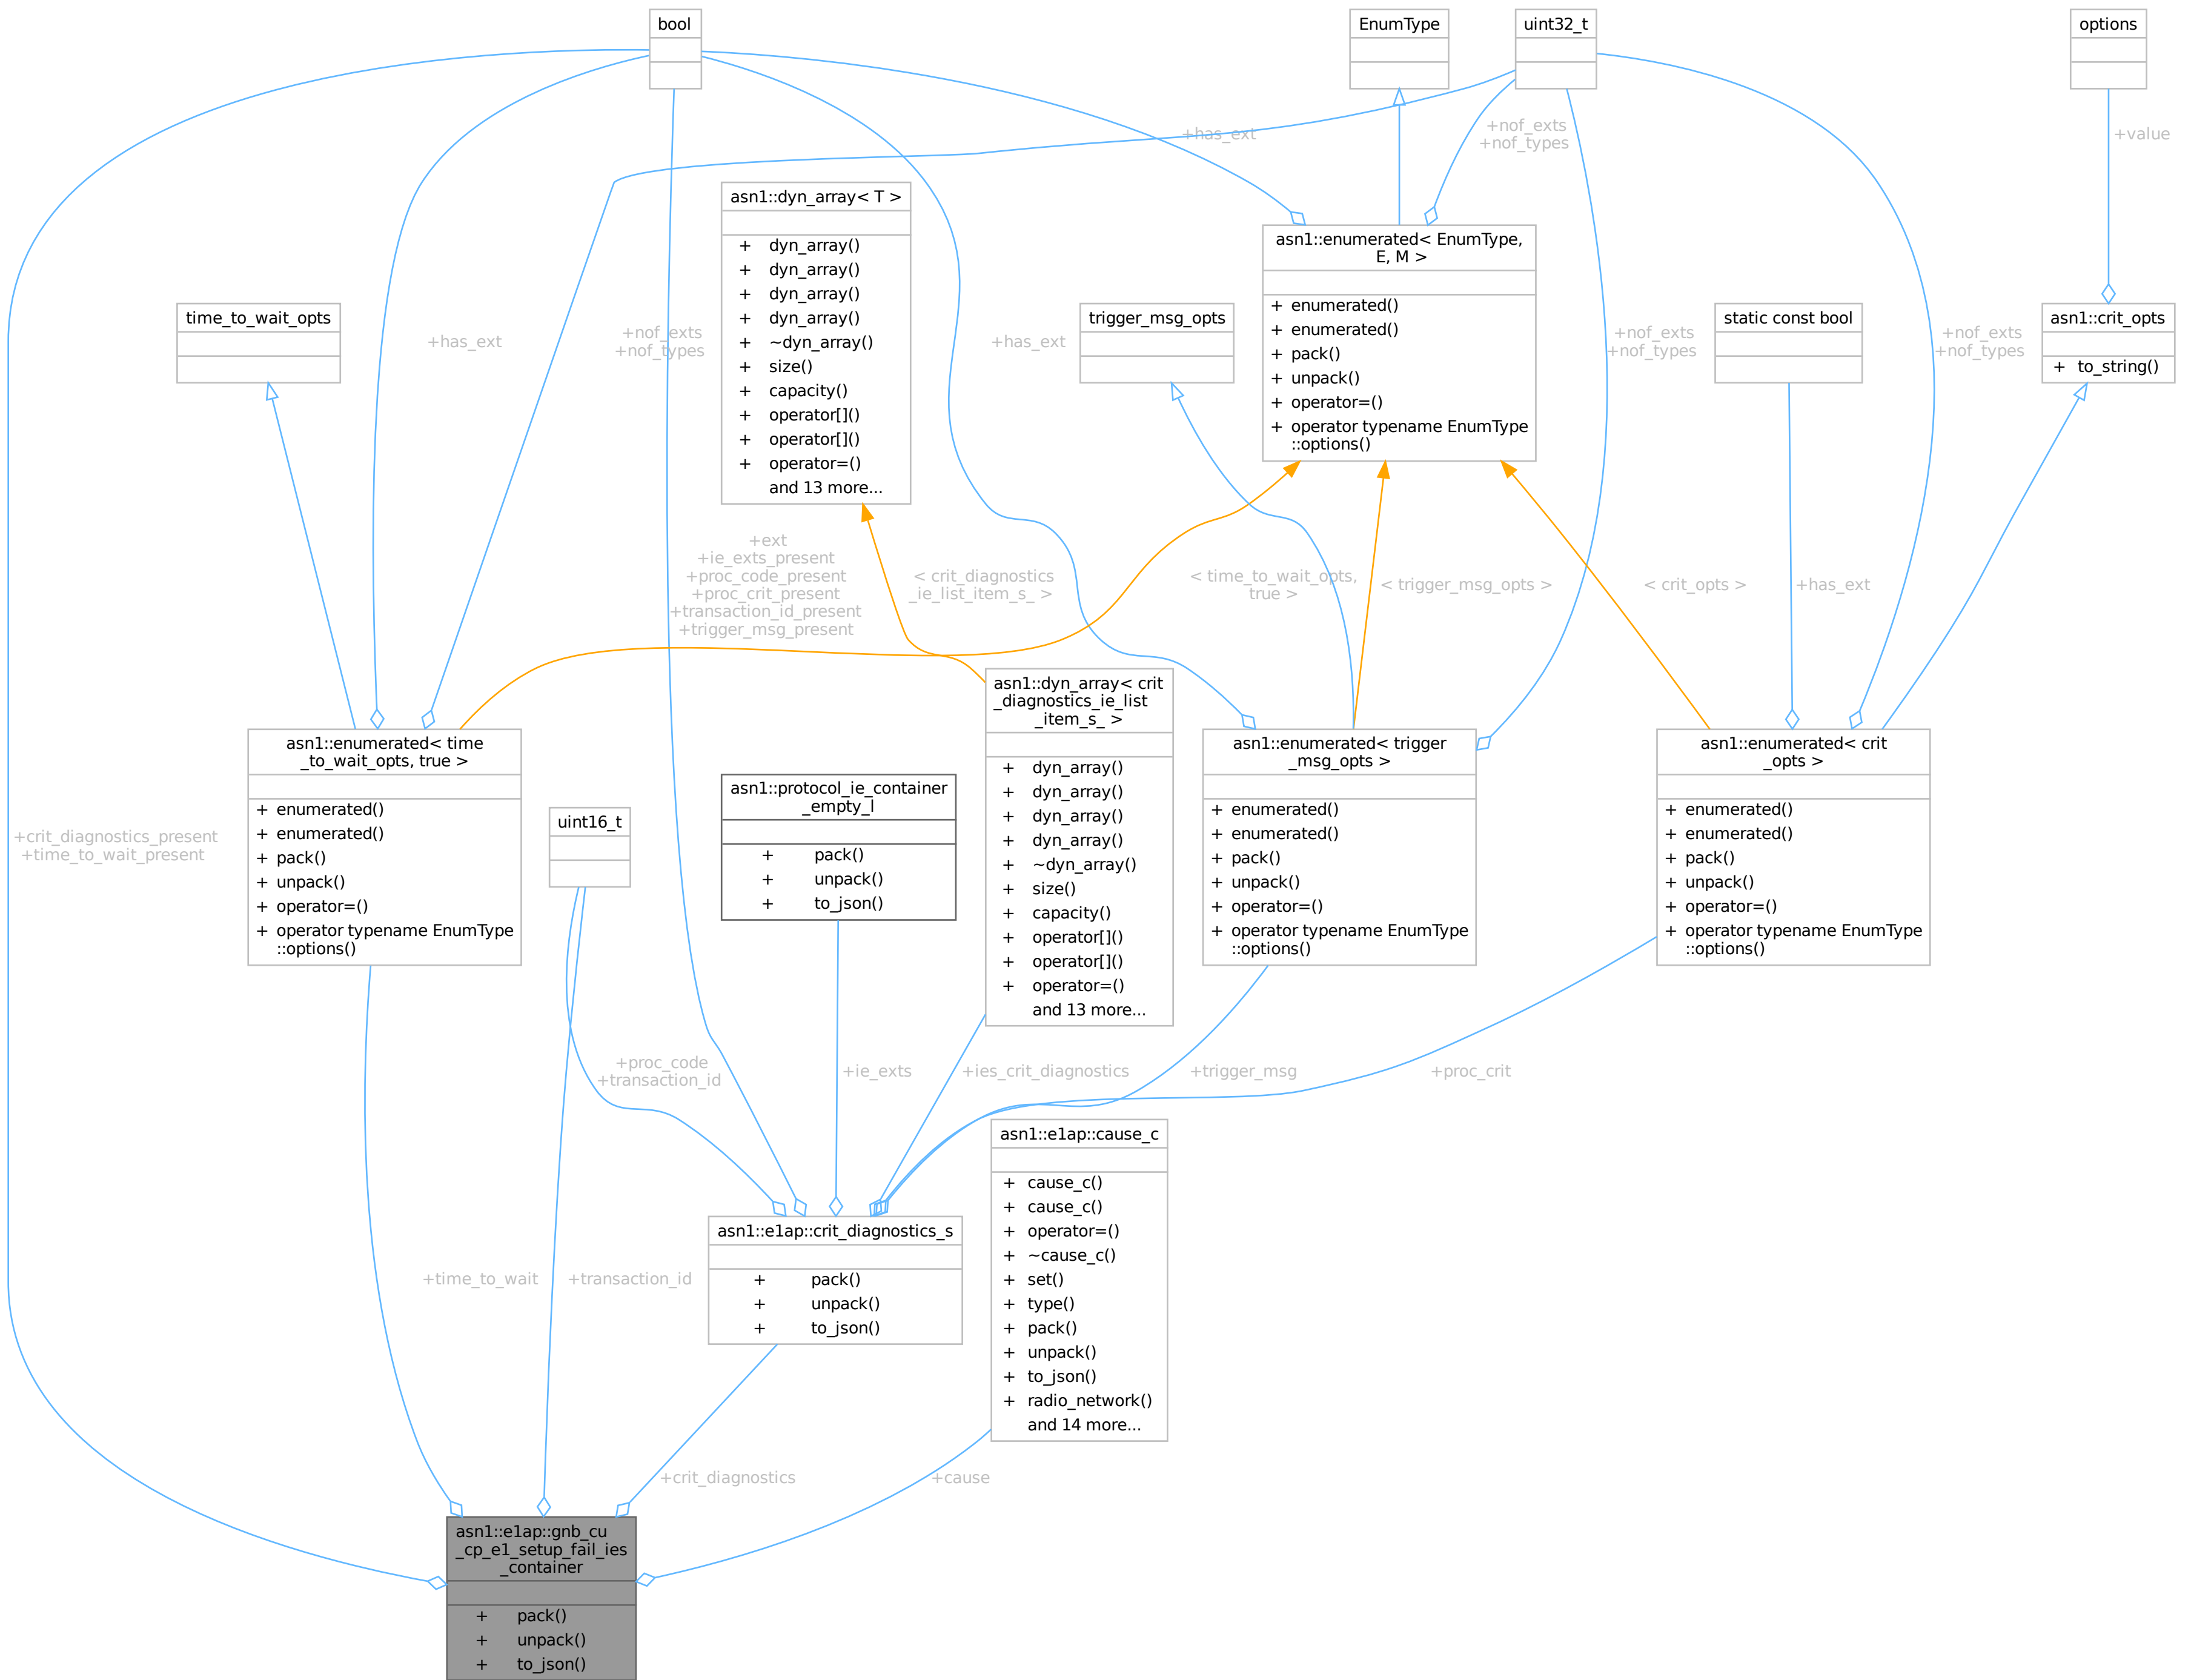 bool
EnumType
uint32_t
options
+has_ext
+nof_exts
+nof_types
+value
asn1::dyn_array< T >
+ dyn_array()
+ dyn_array()
+ dyn_array()
+ dyn_array()
+ ~dyn_array()
+ size()
+ capacity()
+ operator[]()
+ operator[]()
+ operator=()
and 13 more...
asn1::enumerated< EnumType,
E, M >
+ enumerated()
+ enumerated()
+ pack()
+ unpack()
+ operator=()
+ operator typename EnumType
::options()
time_to_wait_opts
trigger_msg_opts
static const bool
asn1::crit_opts
+ to_string()
+has_ext
+nof_exts
+nof_types
+has_ext
+nof_exts
+nof_types
+nof_exts
+nof_types
+ext
+ie_exts_present
+proc_code_present
+proc_crit_present
+transaction_id_present
+trigger_msg_present
< crit_diagnostics
_ie_list_item_s_ >
< time_to_wait_opts,
true >
< trigger_msg_opts >
< crit_opts >
+has_ext
asn1::dyn_array< crit
_diagnostics_ie_list
_item_s_ >
+ dyn_array()
+ dyn_array()
+ dyn_array()
+ dyn_array()
+ ~dyn_array()
+ size()
+ capacity()
+ operator[]()
+ operator[]()
+ operator=()
and 13 more...
asn1::enumerated< time
_to_wait_opts, true >
+ enumerated()
+ enumerated()
+ pack()
+ unpack()
+ operator=()
+ operator typename EnumType
::options()
asn1::enumerated< trigger
_msg_opts >
+ enumerated()
+ enumerated()
+ pack()
+ unpack()
+ operator=()
+ operator typename EnumType
::options()
asn1::enumerated< crit
_opts >
+ enumerated()
+ enumerated()
+ pack()
+ unpack()
+ operator=()
+ operator typename EnumType
::options()
+crit_diagnostics_present
+time_to_wait_present
uint16_t
asn1::protocol_ie_container
_empty_l
+ pack()
+ unpack()
+ to_json()
+proc_code
+transaction_id
+ie_exts
+ies_crit_diagnostics
+trigger_msg
+proc_crit
asn1::e1ap::cause_c
+ cause_c()
+ cause_c()
+ operator=()
+ ~cause_c()
+ set()
+ type()
+ pack()
+ unpack()
+ to_json()
+ radio_network()
and 14 more...
asn1::e1ap::crit_diagnostics_s
+ pack()
+ unpack()
+ to_json()
+time_to_wait
+transaction_id
+crit_diagnostics
+cause
asn1::e1ap::gnb_cu
_cp_e1_setup_fail_ies
_container
+ pack()
+ unpack()
+ to_json()